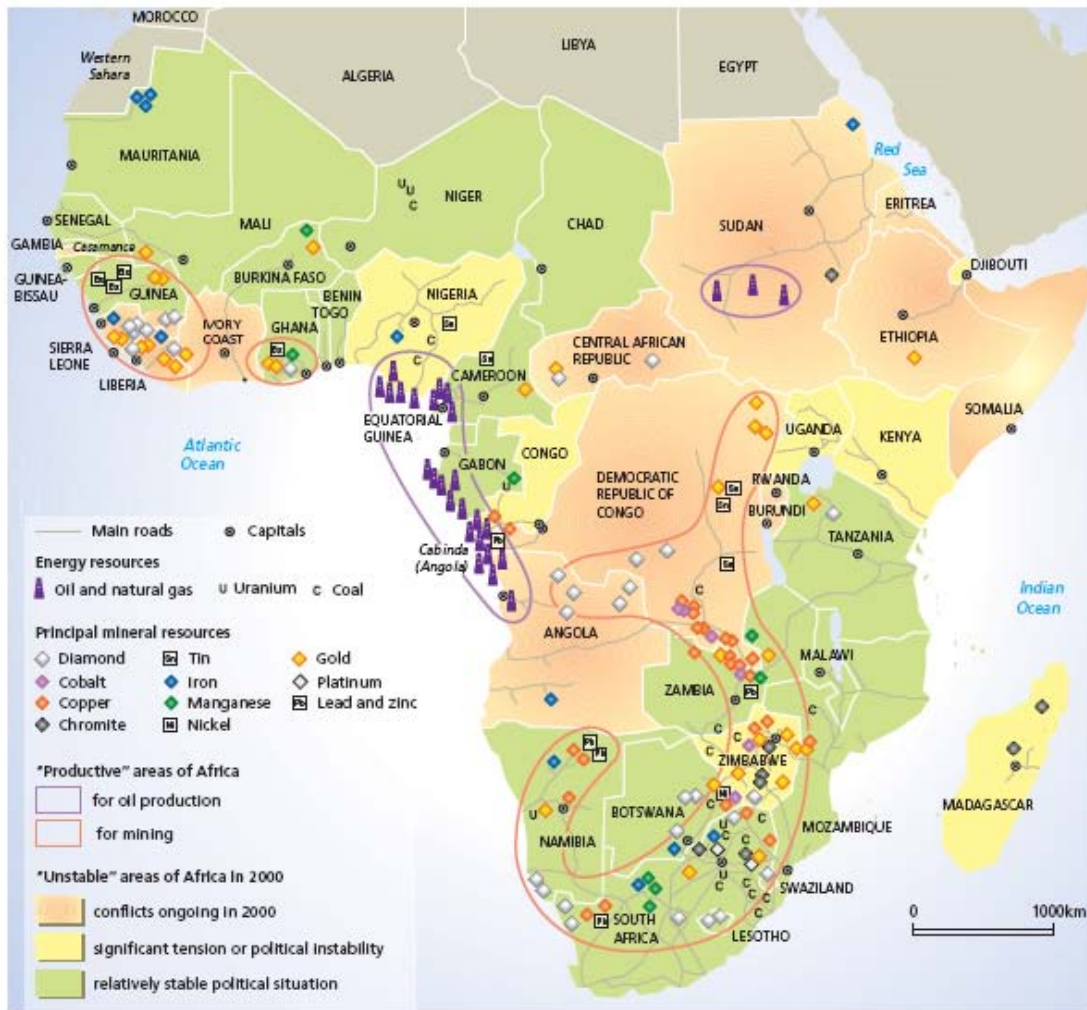 MOROCCO
Western
Sahara
ALGERIA
LIBYA
EGYPT
Red
Sea
MAURITANIA
MALI
NIGER
CHAD
SUDAN
ERITREA
SENEGAL
GAMBIA
Casamance
GUINEA-
BISSAU
GUINEA
BURKINA FASO
BENIN
TOGO
NIGERIA
DJIBOUTI
SIERRA
LEONE
IVORY
COAST
GHANA
LIBERIA
CENTRAL AFRICAN
REPUBLIC
ETHIOPIA
CAMEROON
SOMALIA
EQUATORIAL
GUINEA
Atlantic
Ocean
GABON
CONGO
DEMOCRATIC
REPUBLIC OF
CONGO
UGANDA
KENYA
RWANDA
BURUNDI
TANZANIA
Cabinda
(Angola)
Indian
Ocean
ANGOLA
MALAWI
ZAMBIA
ZIMBABWE
MOZAMBIQUE
MADAGASCAR
NAMIBIA
BOTSWANA
SWAZILAND
SOUTH
AFRICA
LESOTHO
0 1000km
Main roads Capitals
Energy resources
Oil and natural gas U Uranium C Coal
Principal mineral resources
Diamond Sn Tin Gold
Cobalt Iron Platinum
Copper Manganese Pb Lead and zinc
Chromite Ni Nickel
"Productive" areas of Africa
for oil production
for mining
"Unstable" areas of Africa in 2000
conflicts ongoing in 2000
significant tension or political instability
relatively stable political situation